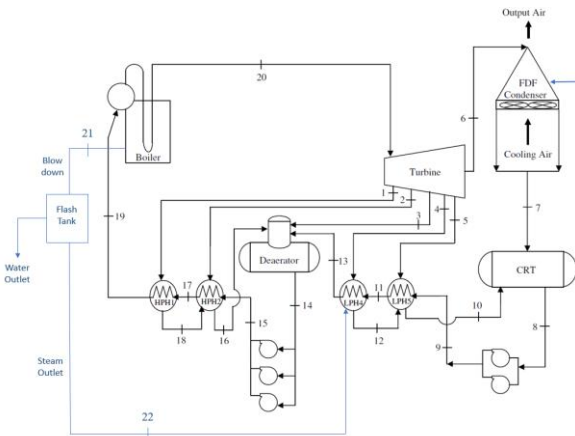 Output Air
20
FDF
Condenser
6
21
Boiler
Cooling Air
Blow
down
Turbine
1
2
3
4
5
19
Flash
Tank
7
Water
Outlet
Deaerator
13
CRT
17
14
11
10
HPH1
HPH2
LPH4
LPH5
18
16
15
12
9
8
Steam
Outlet
22